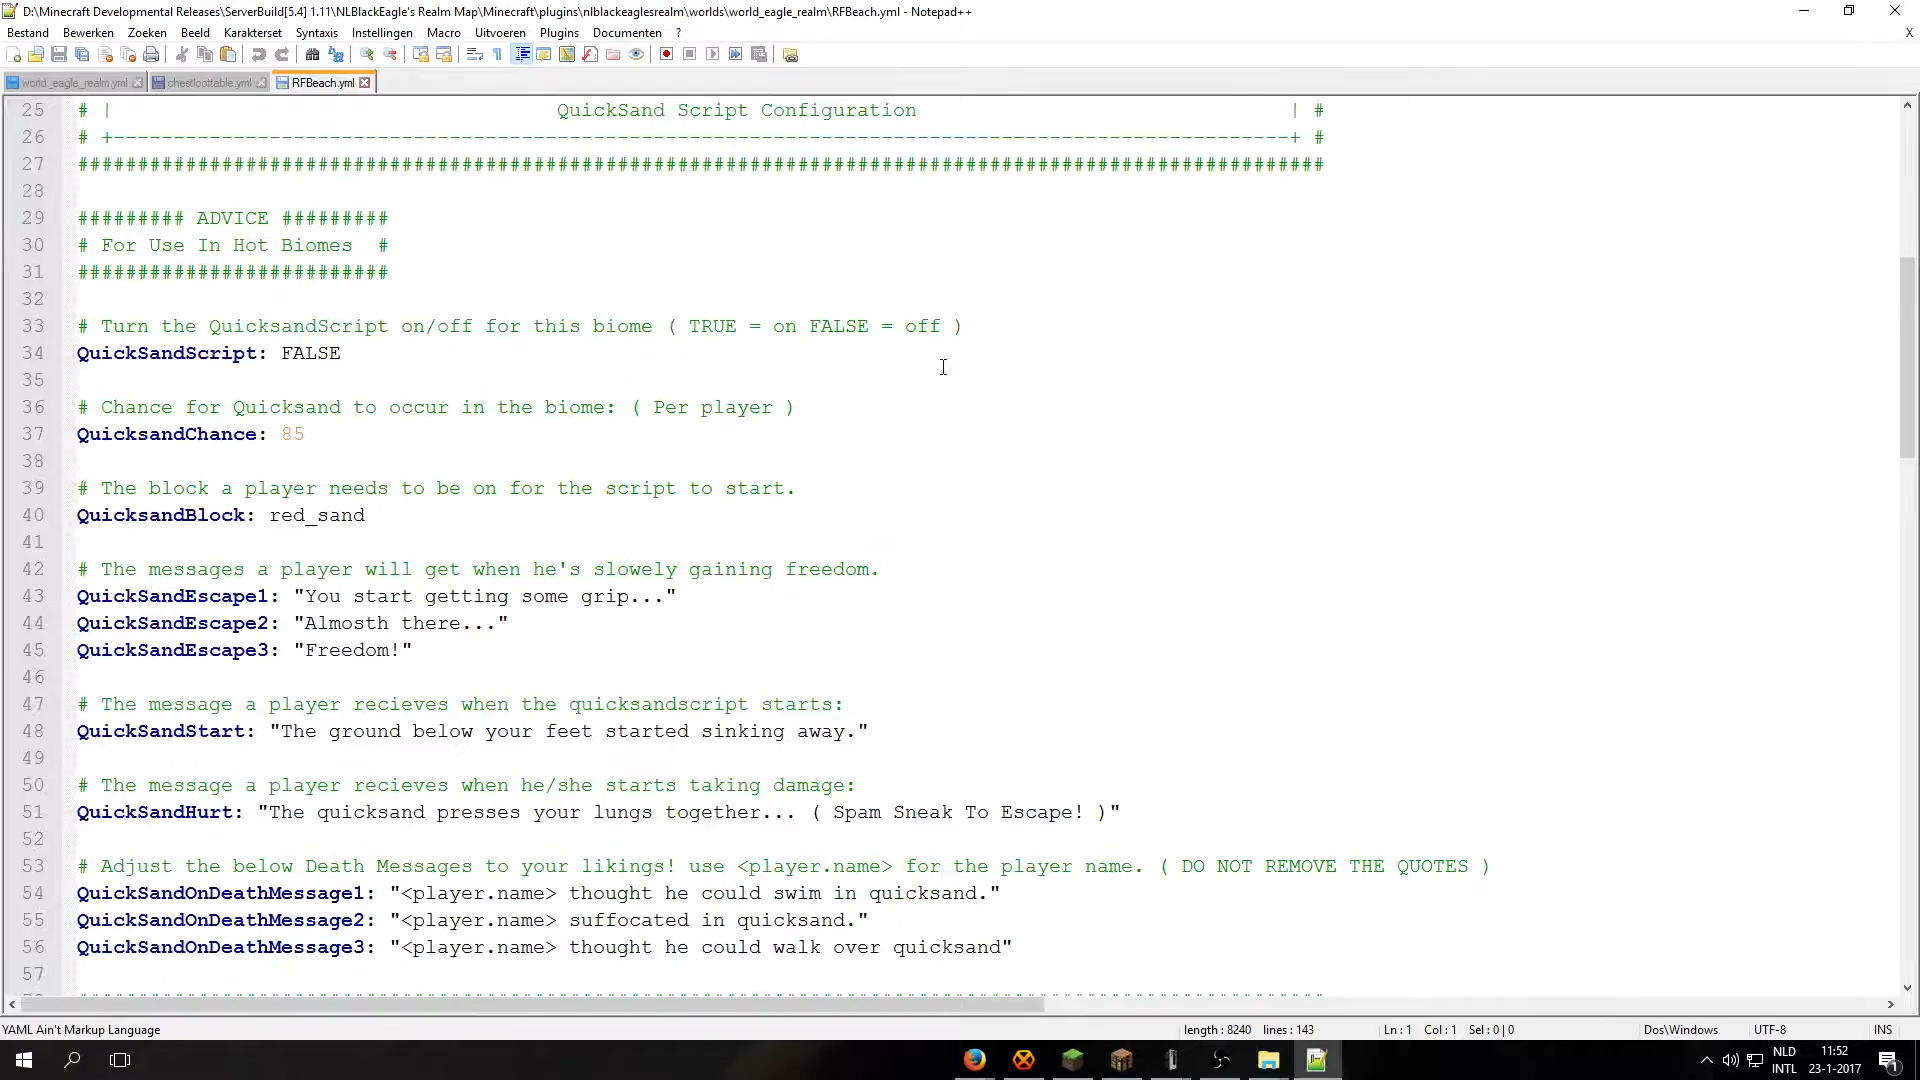 D:\Minecraft Developmental Releases\ServerBuild[5.4] 1.11\NLBlackEagle's Realm Map\Minecraft\plugins\nlblackeaglesrealm\worlds\world_eagle_realm\RFBeach.yml - Notepad++
Bestand Bewerken Zoeken Beeld Karakterset Syntaxis Instellingen Macro Uitvoeren Plugins Documenten ? X
world_eagle_realm.yml chestloottable.yml RFBeach.yml
25 # | QuickSand Script Configuration | #
26 # +---------------------------------------------------------------------------------------------------+ #
27 #########################################################################################################
28
29 ######### ADVICE #########
30 # For Use In Hot Biomes #
31 ##########################
32
33 # Turn the QuicksandScript on/off for this biome ( TRUE = on FALSE = off )
34 QuickSandScript: FALSE
35
36 # Chance for Quicksand to occur in the biome: ( Per player )
37 QuicksandChance: 85
38
39 # The block a player needs to be on for the script to start.
40 QuicksandBlock: red_sand
41
42 # The messages a player will get when he's slowely gaining freedom.
43 QuickSandEscape1: "You start getting some grip..."
44 QuickSandEscape2: "Almosth there..."
45 QuickSandEscape3: "Freedom!"
46
47 # The message a player recieves when the quicksandscript starts:
48 QuickSandStart: "The ground below your feet started sinking away."
49
50 # The message a player recieves when he/she starts taking damage:
51 QuickSandHurt: "The quicksand presses your lungs together... ( Spam Sneak To Escape! )"
52
53 # Adjust the below Death Messages to your likings! use <player.name> for the player name. ( DO NOT REMOVE THE QUOTES )
54 QuickSandOnDeathMessage1: "<player.name> thought he could swim in quicksand."
55 QuickSandOnDeathMessage2: "<player.name> suffocated in quicksand."
56 QuickSandOnDeathMessage3: "<player.name> thought he could walk over quicksand"
57
YAML Ain't Markup Language length : 8240 lines : 143 Ln : 1 Col : 1 Sel : 0 | 0 Dos\Windows UTF-8 INS
NLD 11:52
INTL 23-1-2017 1